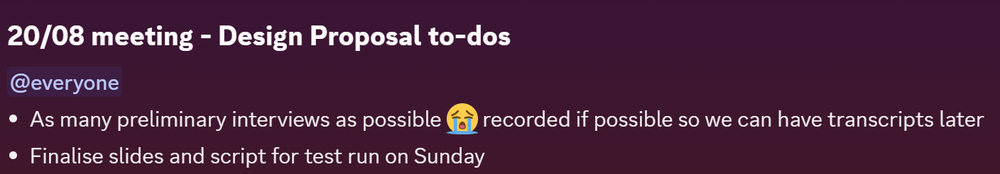 20/08 meeting - Design Proposal to-dos
@everyone
• As many preliminary interviews as possible 😭 recorded if possible so we can have transcripts later
• Finalise slides and script for test run on Sunday